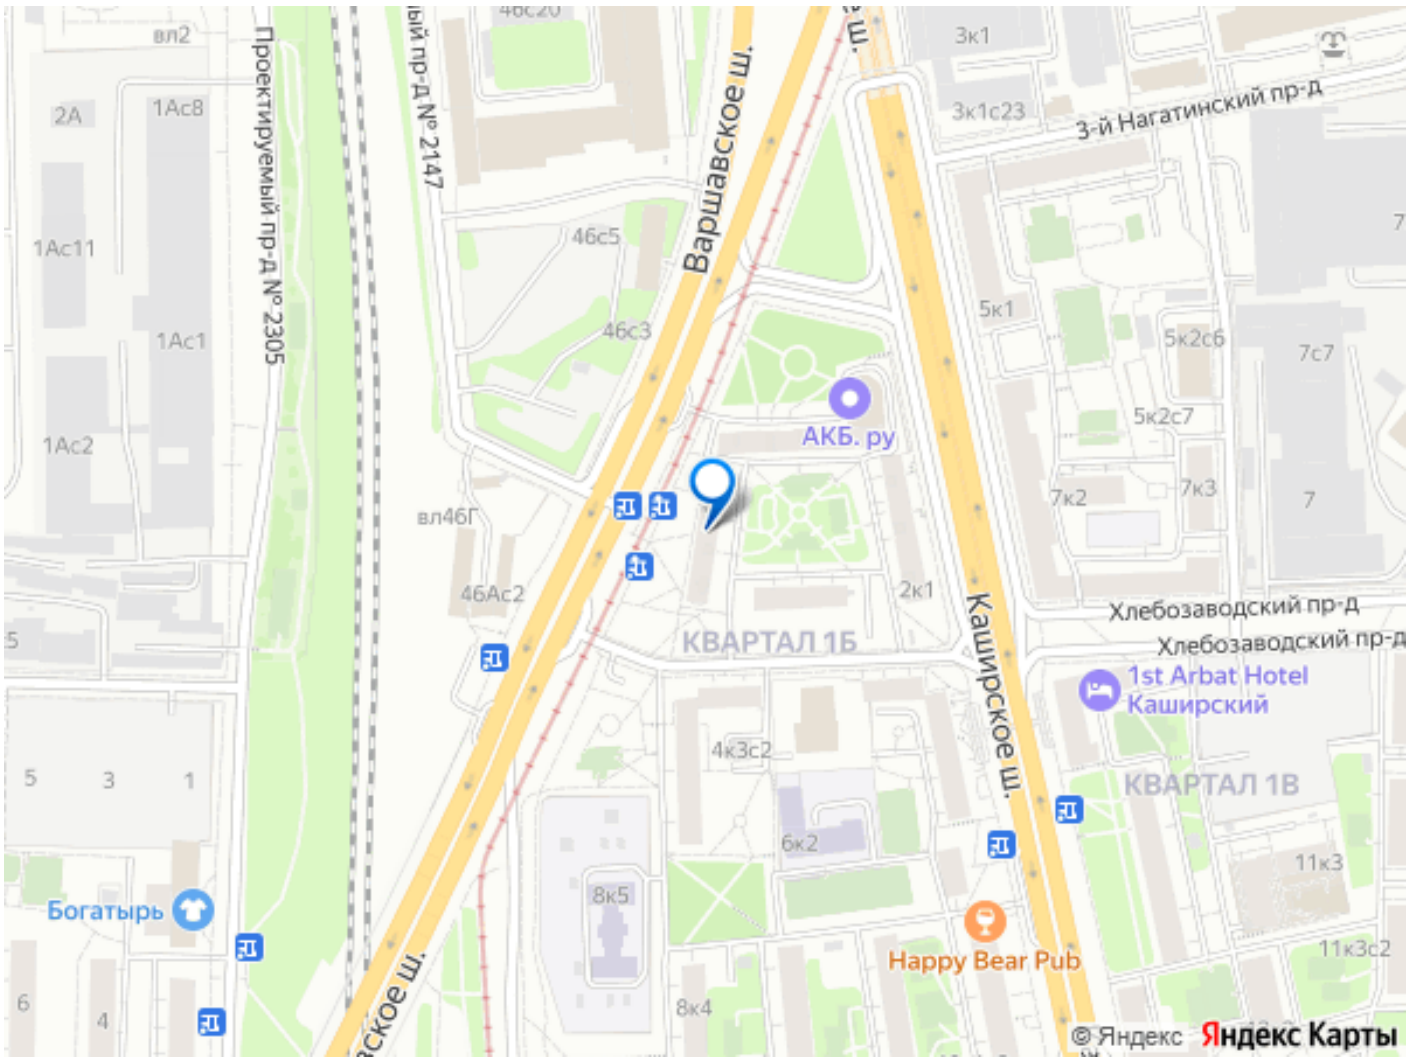 вл2
46с20
3к1
Проектируемый пр-д № 2305
ый пр-д № 2147
Варшавское ш.
е ш.
2А
1Ас8
3к1с23
3-й Нагатинский пр-д
1Ас11
46с5
7
46с3
5к1
5к2с6
7с7
1Ас1
5к2с7
АКБ. ру
1Ас2
7к2
7к3
7
вл46Г
46Ас2
2к1
Хлебозаводский пр-д
КВАРТАЛ 1Б
Хлебозаводский пр-д
Каширское ш.
1st Arbat Hotel
Каширский
4к3с2
5
3
1
КВАРТАЛ 1В
6к2
11к3
8к5
Богатырь
Happy Bear Pub
11к3с2
вское ш.
6
4
8к4
© Яндекс Яндекс Карты